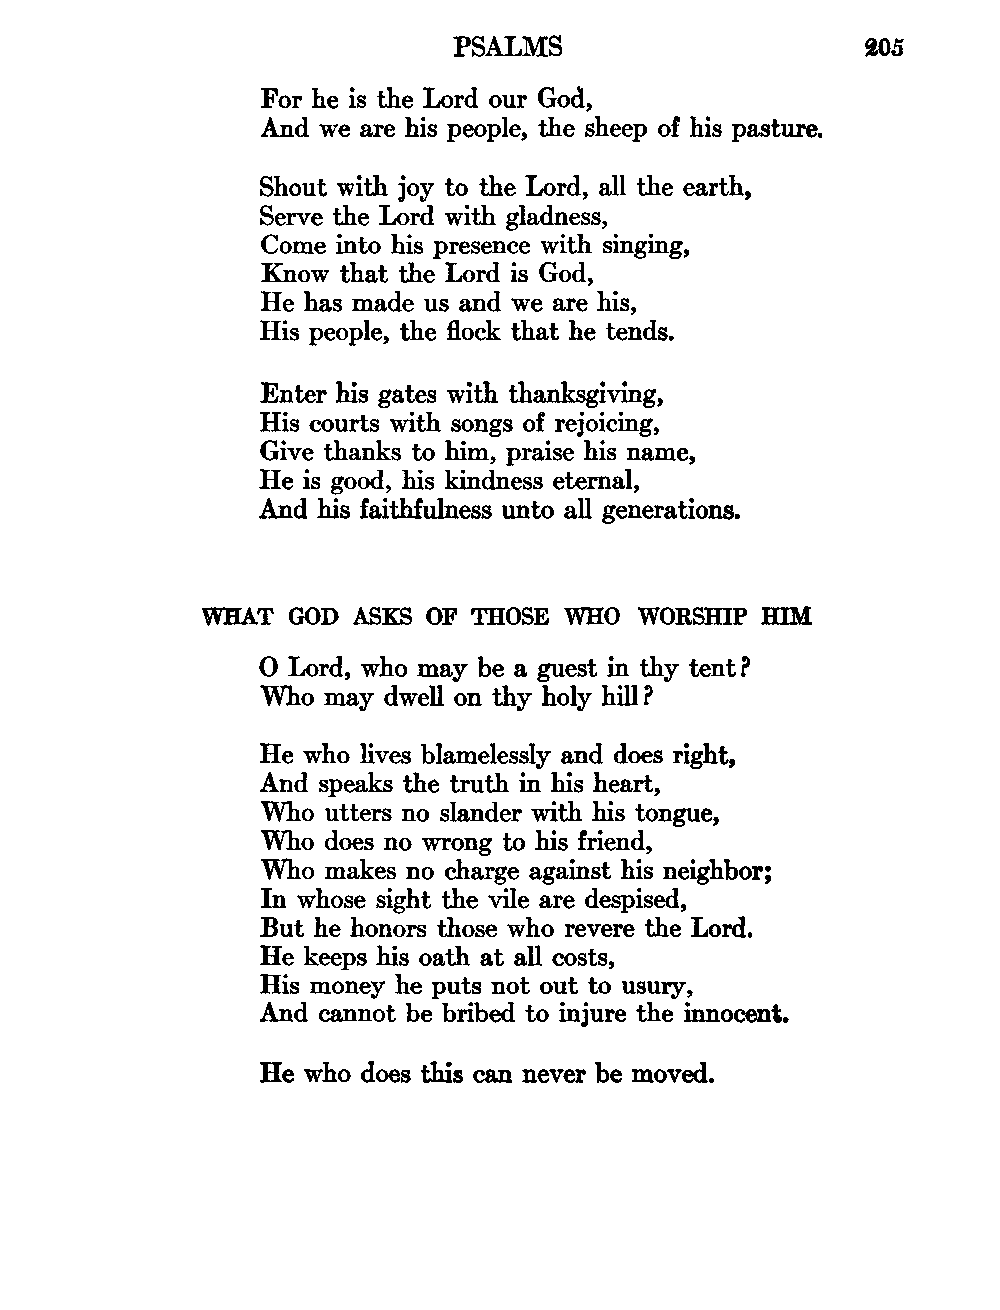 PSALMS 205
For he is the Lord our God,
And we are his people, the sheep of his pasture.
Shout with joy to the Lord, all the earth,
Serve the Lord with gladness,
Come into his presence with singing,
Know that the Lord is God,
He has made us and we are his,
His people, the flock that he tends.
Enter his gates with thanksgiving,
His courts with songs of rejoicing,
Give thanks to him, praise his name,
He is good, his kindness eternal,
And his faithfulness unto all generations.
WHAT GOD ASKS OF THOSE WHO WORSHIP HIM
O Lord, who may be a guest in thy tent?
Who may dwell on thy holy hill?
He who lives blamelessly and does right,
And speaks the truth in his heart,
Who utters no slander with his tongue,
Who does no wrong to his friend,
Who makes no charge against his neighbor;
In whose sight the vile are despised,
But he honors those who revere the Lord.
He keeps his oath at all costs,
His money he puts not out to usury,
And cannot be bribed to injure the innocent.
He who does this can never be moved.